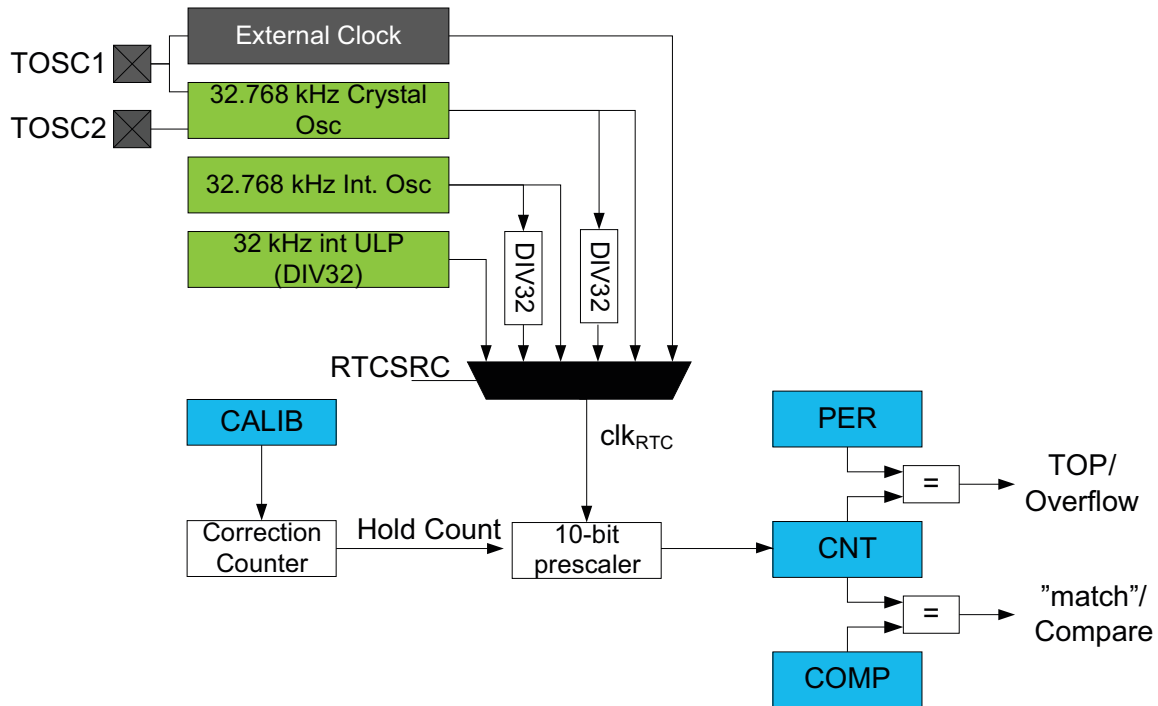 External Clock
TOSC1
32.768 kHz Crystal
Osc
TOSC2
32.768 kHz Int. Osc
32 kHz int ULP
(DIV32)
DIV32
DIV32
RTCSRC
CALIB
clkRTC
PER
=
TOP/
Overflow
Correction
Counter
Hold Count
10-bit
prescaler
CNT
=
”match”/
Compare
COMP